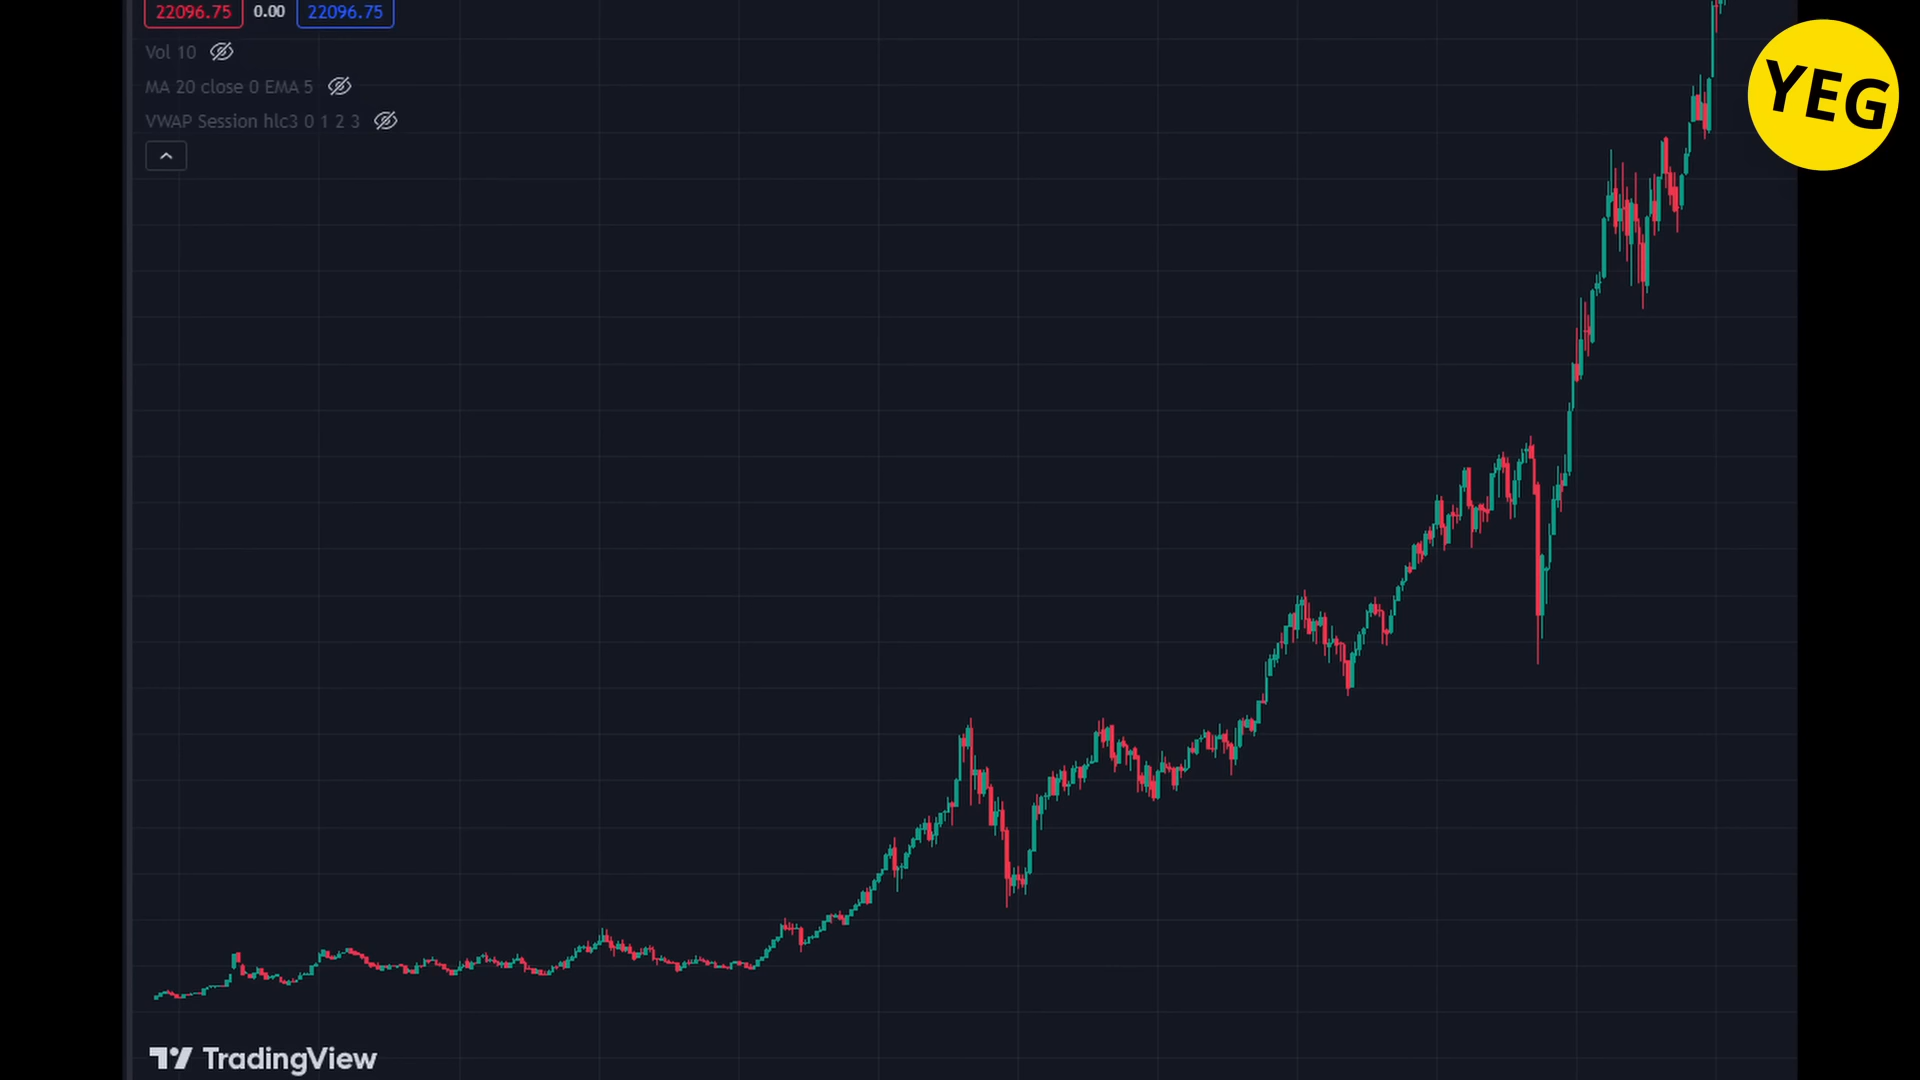 22096.75 0.00 22096.75
Vol 10
MA 20 close 0 EMA 5
VWAP Session hlc3 0 1 2 3
YEG
TradingView